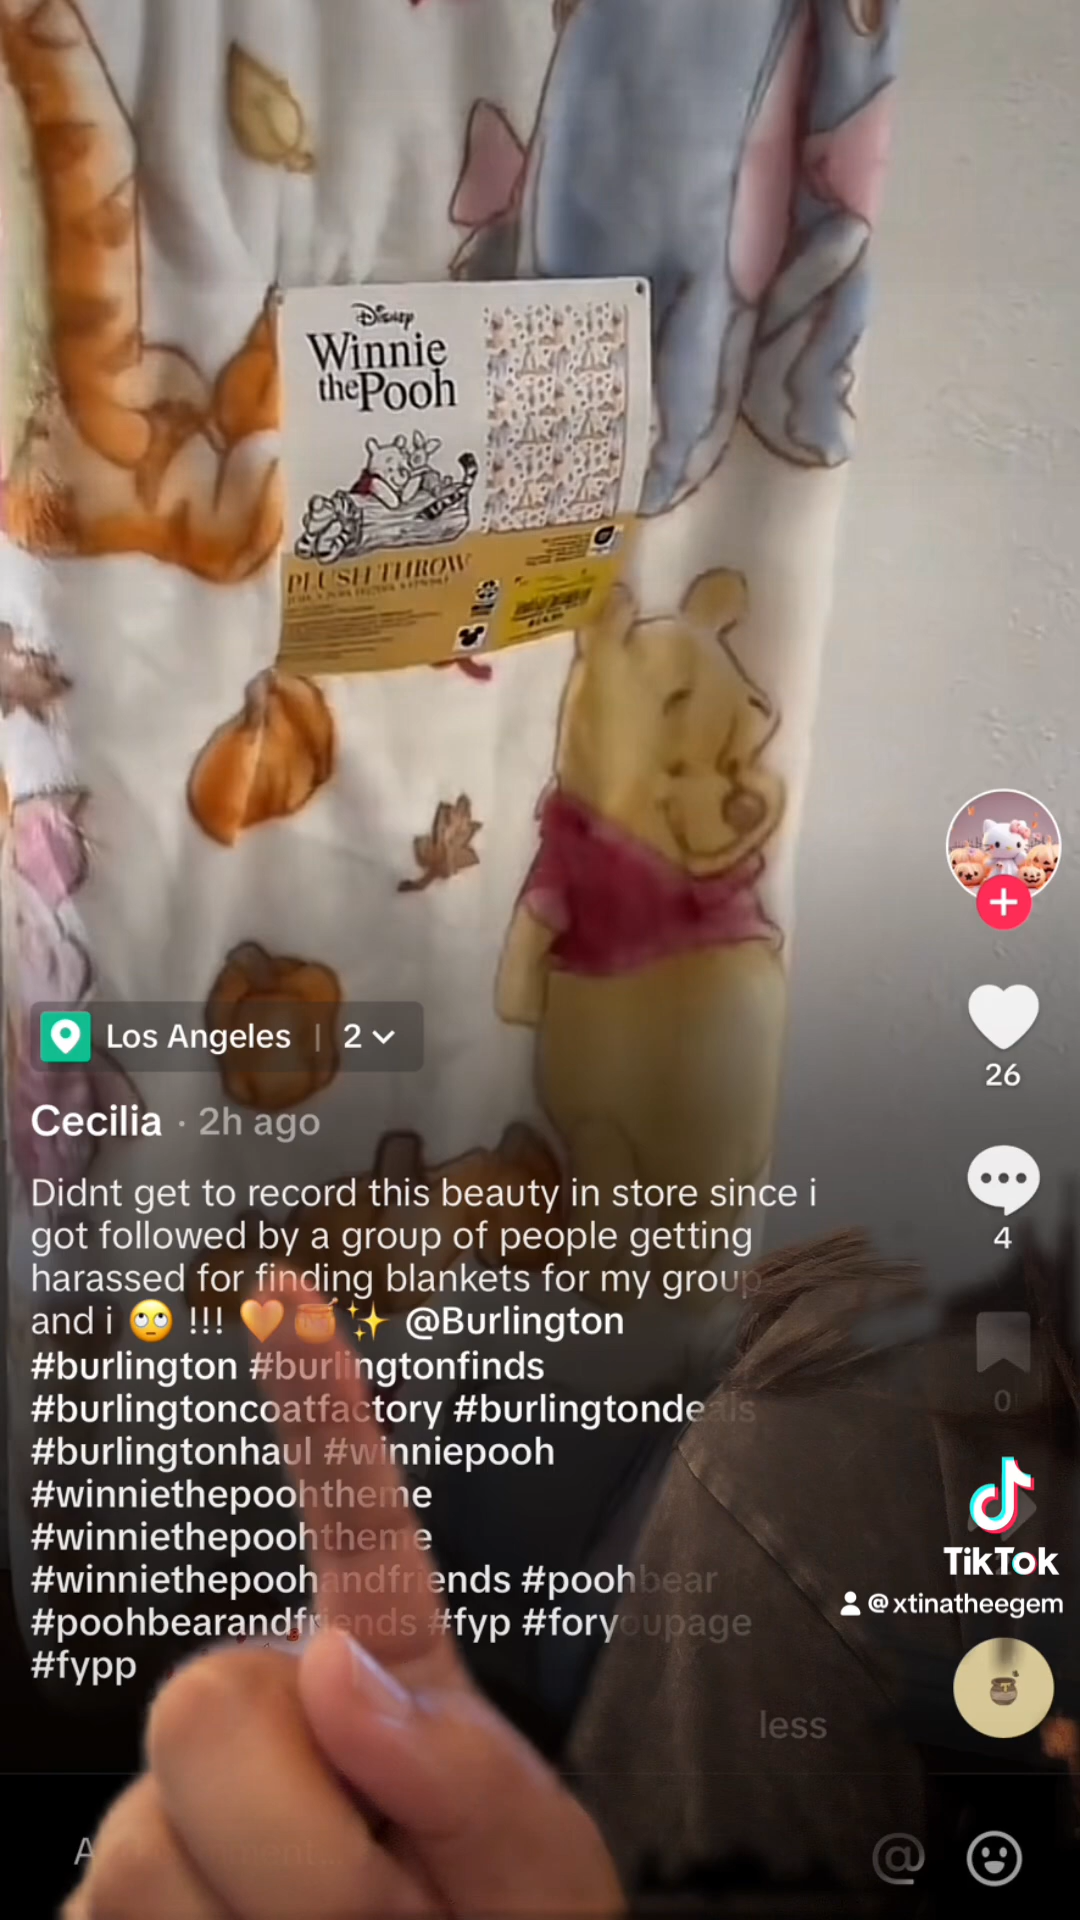 Disney
Winnie
the Pooh
PLUSH THROW
Los Angeles | 2
Cecilia · 2h ago
26
Didnt get to record this beauty in store since i
got followed by a group of people getting
harassed for finding blankets for my group
and i 🙄 !!! 🧡🍯✨ @Burlington
#burlington #burlingtonfinds
#burlingtoncoatfactory #burlingtondeals
#burlingtonhaul #winniepooh
#winniethepoohtheme
#winniethepoohtheme
#winniethepoohandfriends #poohbear
#poohbearandfriends #fyp #foryoupage
#fypp
4
0
TikTok
@xtinatheegem
less